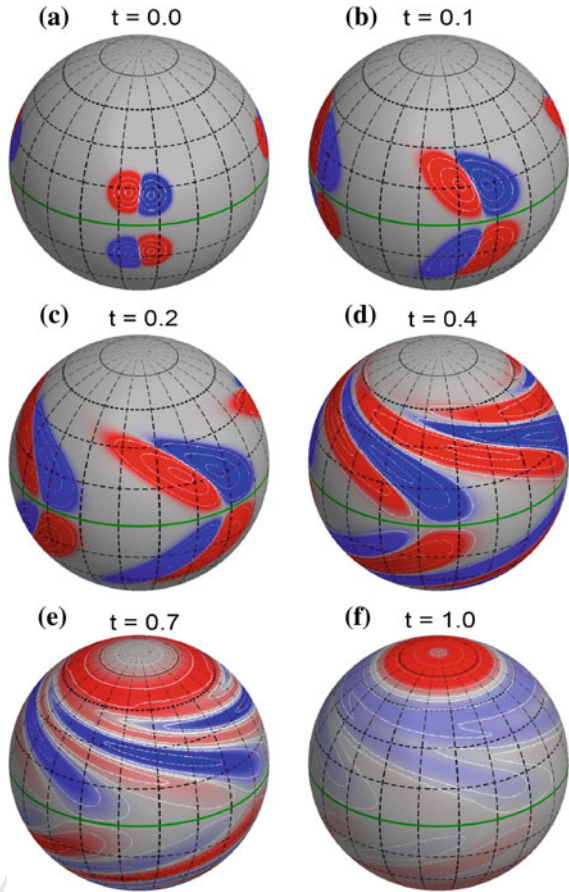 (a) t = 0.0
(b) t = 0.1
(c) t = 0.2
(d) t = 0.4
(e) t = 0.7
(f) t = 1.0